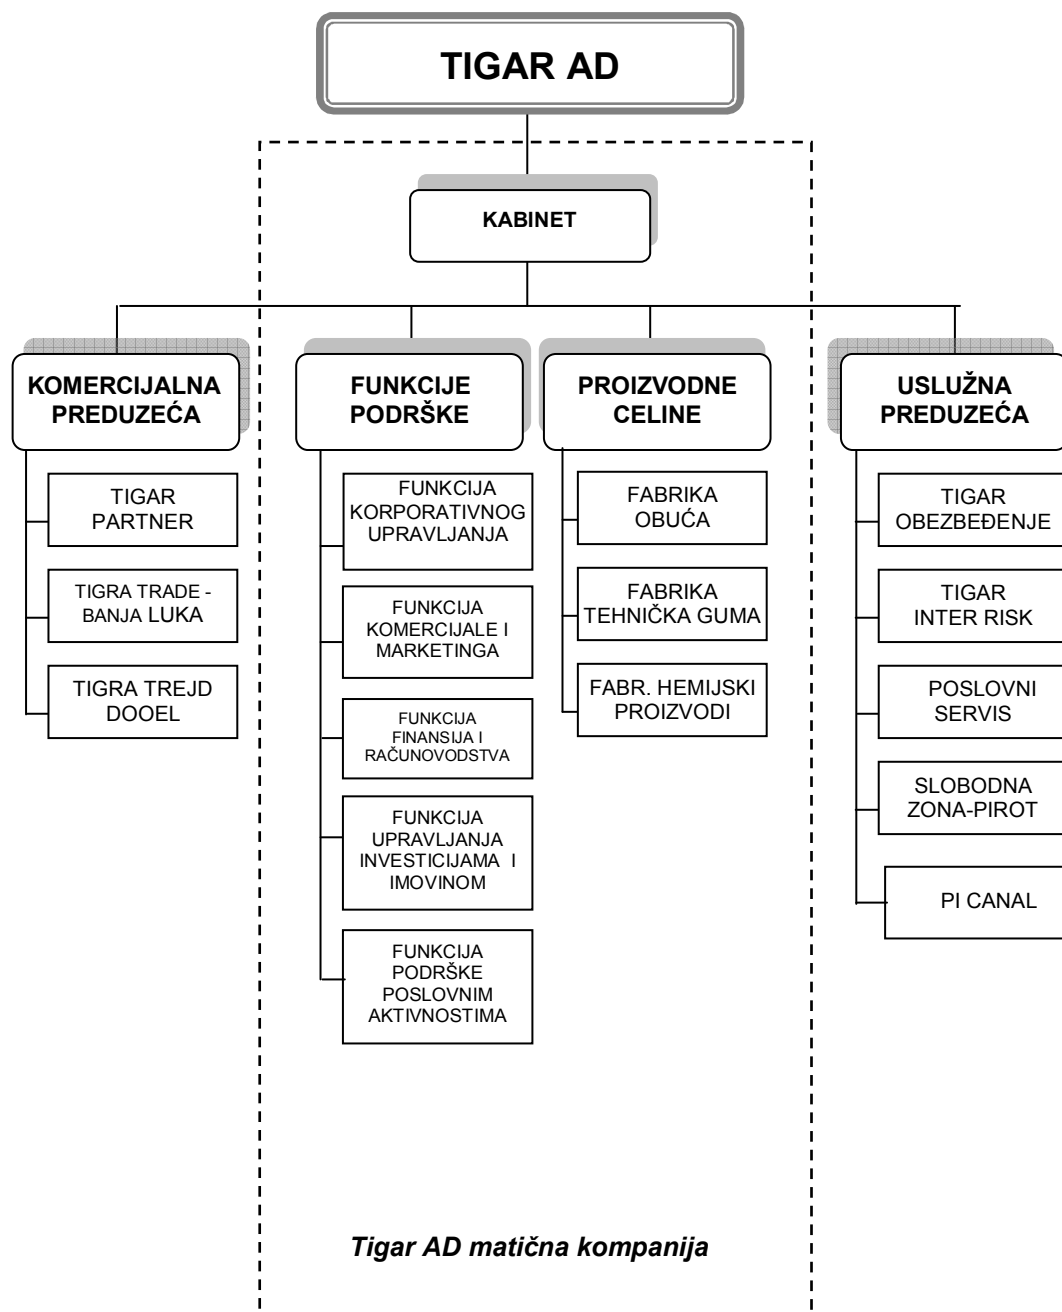 TIGAR AD
KABINET
KOMERCIJALNA
PREDUZEĆA
TIGAR
PARTNER
TIGRA TRADE -
BANJA LUKA
TIGRA TREJD
DOOEL
FUNKCIJE
PODRŠKE
FUNKCIJA
KORPORATIVNOG
UPRAVLJANJA
FUNKCIJA
KOMERCIJALE I
MARKETINGA
FUNKCIJA
FINANSIJA I
RAČUNOVODSTVA
FUNKCIJA
UPRAVLJANJA
INVESTICIJAMA I
IMOVINOM
FUNKCIJA
PODRŠKE
POSLOVNIM
AKTIVNOSTIMA
PROIZVODNE
CELINE
FABRIKA
OBUĆA
FABRIKA
TEHNIČKA GUMA
FABR. HEMIJSKI
PROIZVODI
USLUŽNA
PREDUZEĆA
TIGAR
OBEZBEĐENJE
TIGAR
INTER RISK
POSLOVNI
SERVIS
SLOBODNA
ZONA-PIROT
PI CANAL
Tigar AD matična kompanija